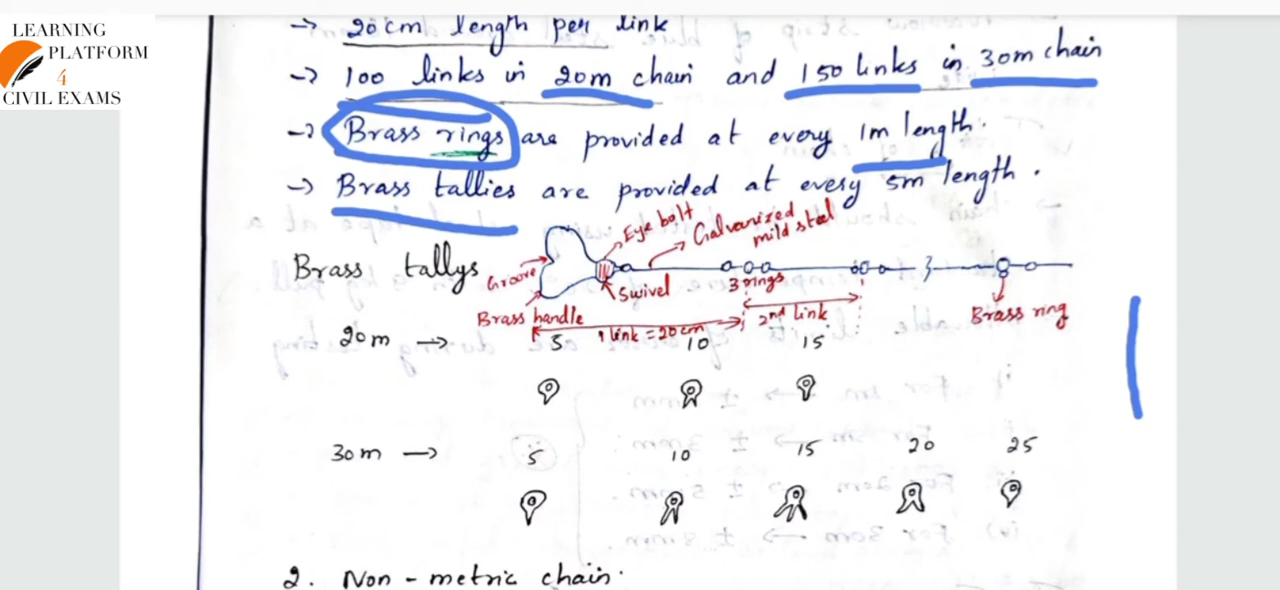 LEARNING
PLATFORM
4
CIVIL EXAMS
→ 20cm length per link
→ 100 links in 20m chain and 150 links in 30m chain
→ Brass rings are provided at every 1m length.
→ Brass tallies are provided at every 5m length.
Eye bolt
Galvanized
mild steel
Brass tallys
Groove
Swivel
3 rings
Brass handle
1 link = 20cm
2nd link
Brass ring
20m → 5 10 15
30m → 5 10 15 20 25
2. Non-metric chain.